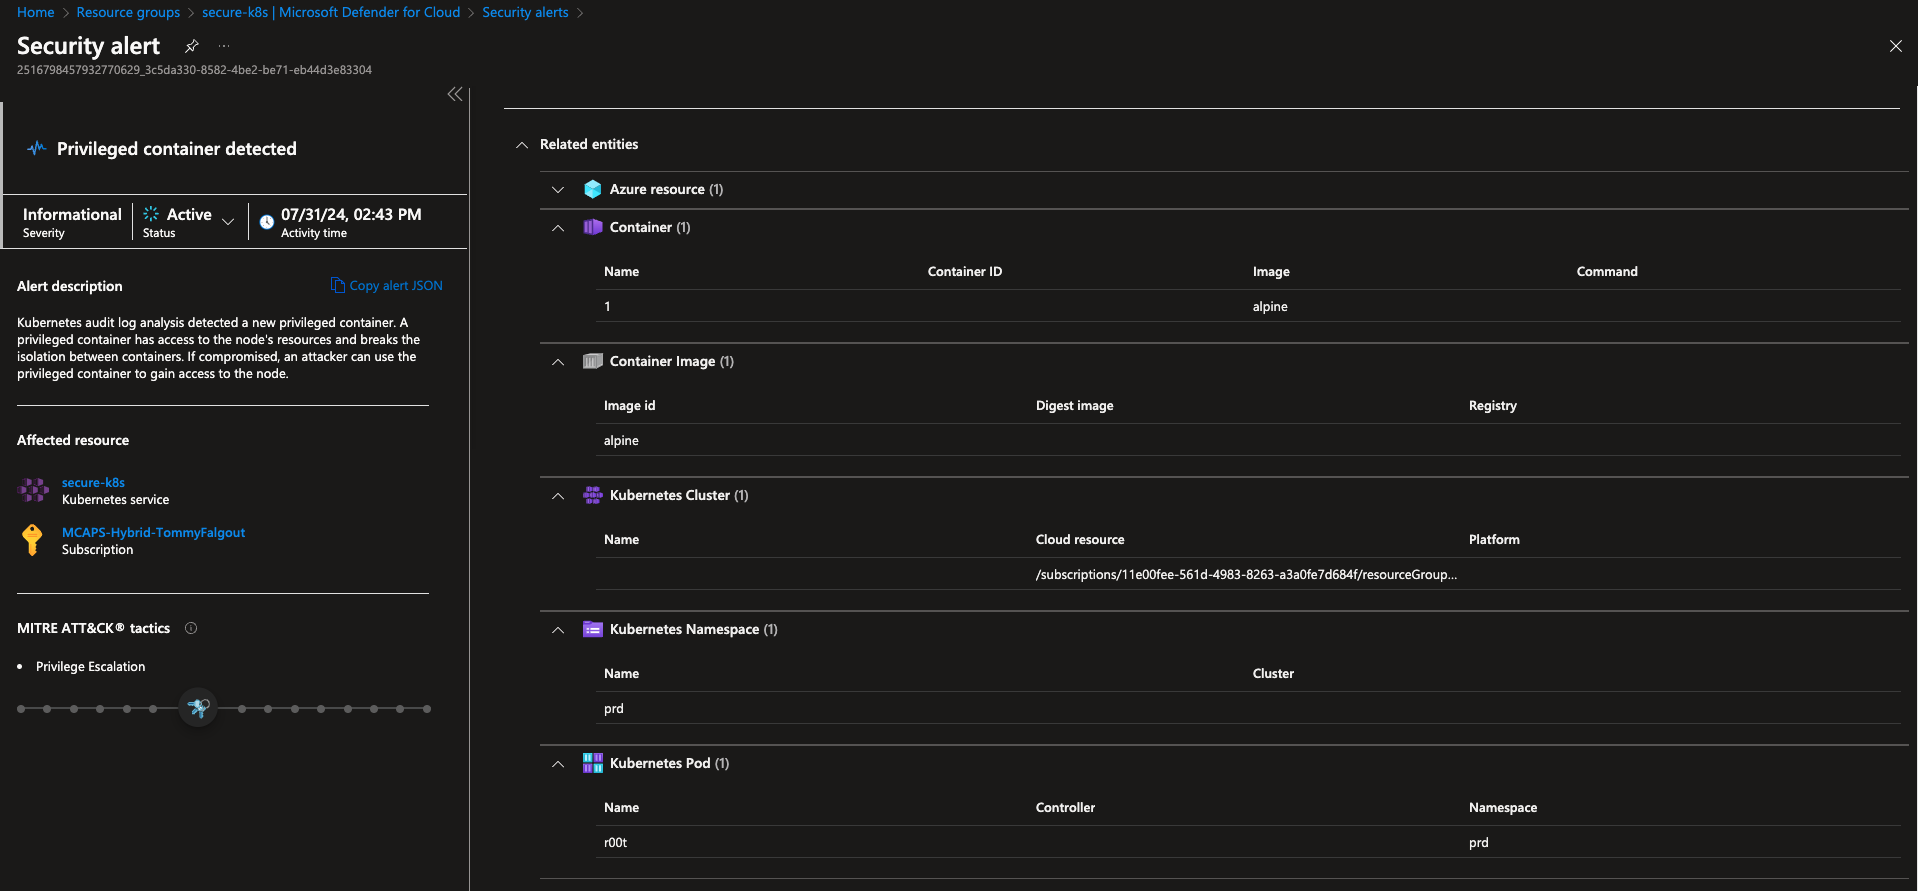 Home > Resource groups > secure-k8s | Microsoft Defender for Cloud > Security alerts >
Security alert
2516798457932770629_3c5da330-8582-4be2-be71-eb44d3e83304
Privileged container detected
Informational
Severity
Active
Status
07/31/24, 02:43 PM
Activity time
Alert description
Copy alert JSON
Kubernetes audit log analysis detected a new privileged container. A
privileged container has access to the node's resources and breaks the
isolation between containers. If compromised, an attacker can use the
privileged container to gain access to the node.
Affected resource
secure-k8s
Kubernetes service
MCAPS-Hybrid-TommyFalgout
Subscription
MITRE ATT&CK® tactics
• Privilege Escalation
Related entities
Azure resource (1)
Container (1)
Name Container ID Image Command
1 alpine
Container Image (1)
Image id Digest image Registry
alpine
Kubernetes Cluster (1)
Name Cloud resource Platform
/subscriptions/11e00fee-561d-4983-8263-a3a0fe7d684f/resourceGroup...
Kubernetes Namespace (1)
Name Cluster
prd
Kubernetes Pod (1)
Name Controller Namespace
r00t prd